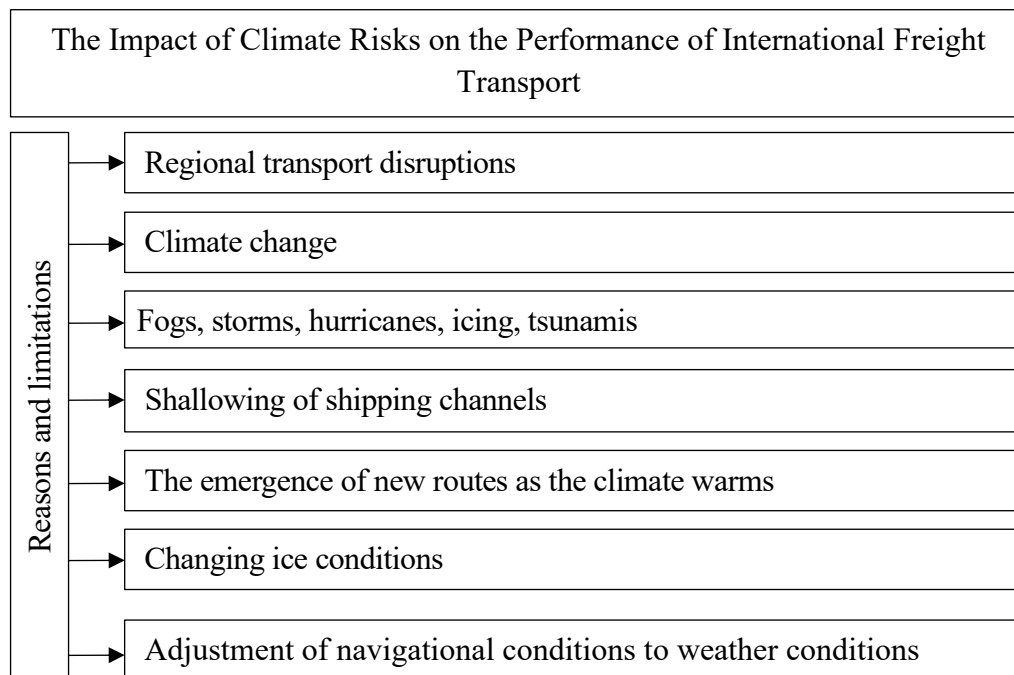 The Impact of Climate Risks on the Performance of International Freight
Transport
Reasons and limitations
Regional transport disruptions
Climate change
Fogs, storms, hurricanes, icing, tsunamis
Shallowing of shipping channels
The emergence of new routes as the climate warms
Changing ice conditions
Adjustment of navigational conditions to weather conditions